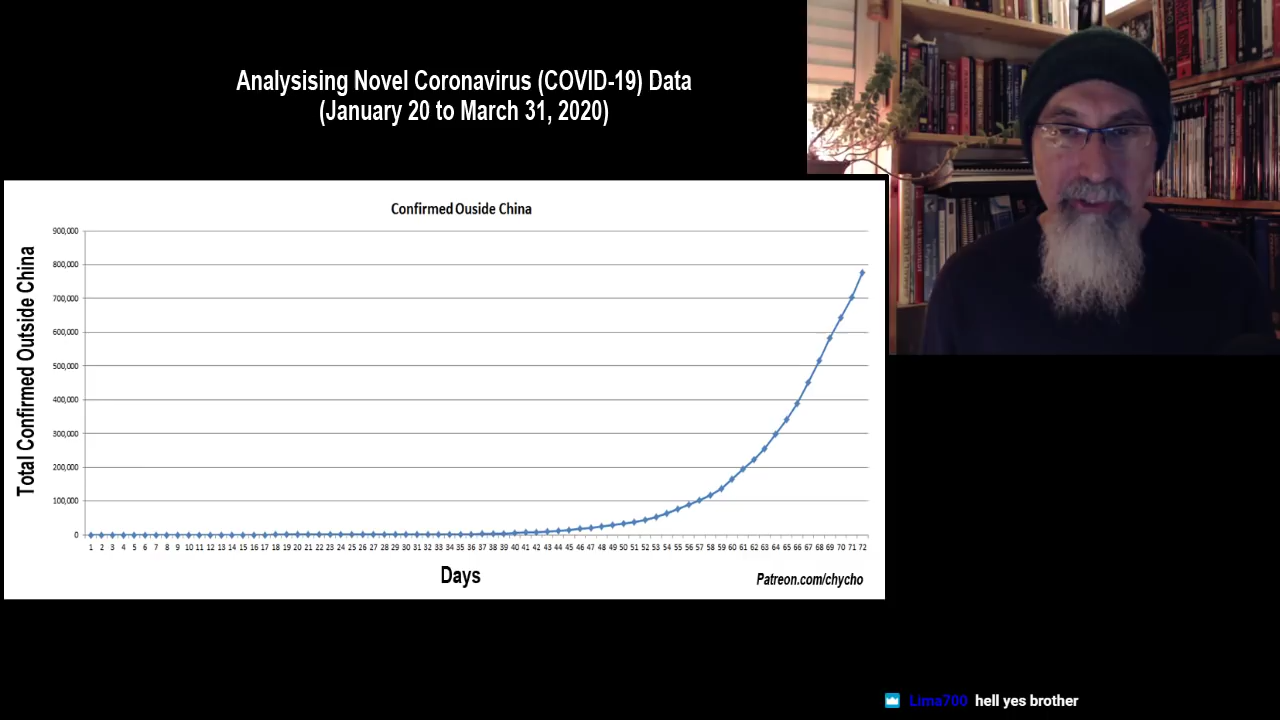 Analysising Novel Coronavirus (COVID-19) Data
(January 20 to March 31, 2020)
Confirmed Ouside China
Total Confirmed Outside China
900,000
800,000
700,000
600,000
500,000
400,000
300,000
200,000
100,000
0
1 2 3 4 5 6 7 8 9 10 11 12 13 14 15 16 17 18 19 20 21 22 23 24 25 26 27 28 29 30 31 32 33 34 35 36 37 38 39 40 41 42 43 44 45 46 47 48 49 50 51 52 53 54 55 56 57 58 59 60 61 62 63 64 65 66 67 68 69 70 71 72
Days
Patreon.com/chycho
Lima700 hell yes brother